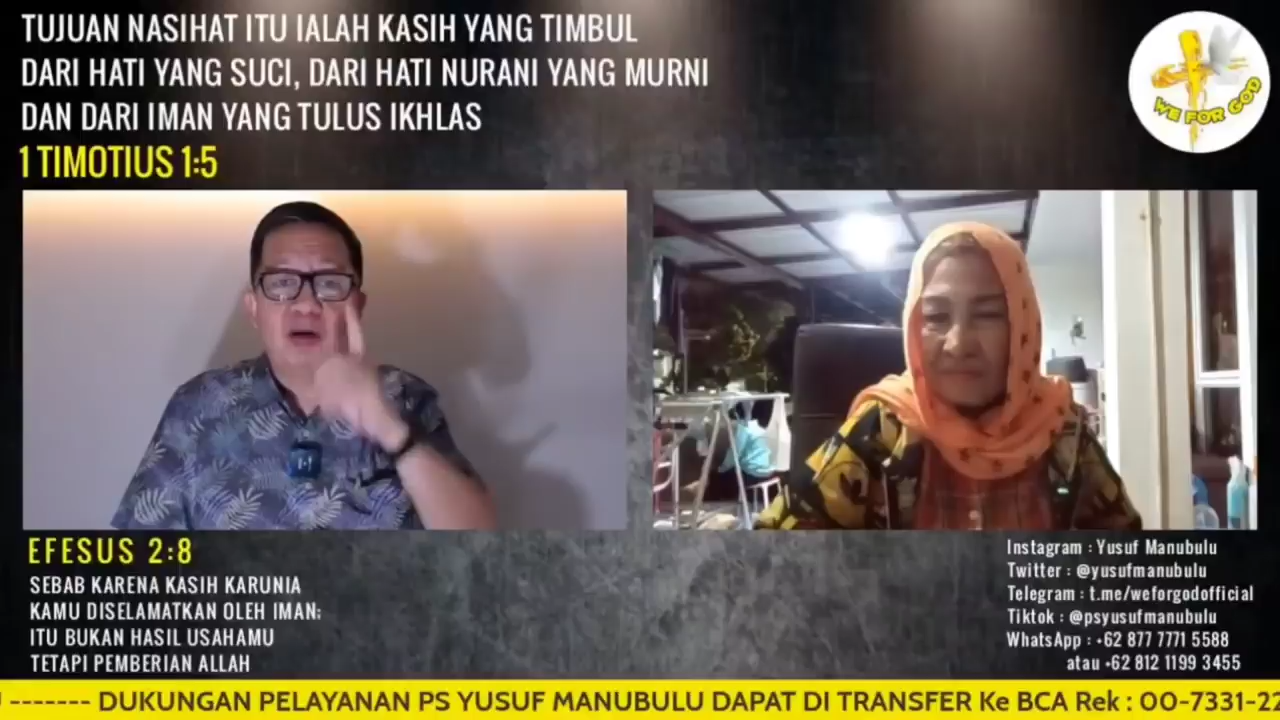 TUJUAN NASIHAT ITU IALAH KASIH YANG TIMBUL
DARI HATI YANG SUCI, DARI HATI NURANI YANG MURNI
DAN DARI IMAN YANG TULUS IKHLAS
1 TIMOTIUS 1:5
WE FOR GOD
EFESUS 2:8
SEBAB KARENA KASIH KARUNIA
KAMU DISELAMATKAN OLEH IMAN;
ITU BUKAN HASIL USAHAMU
TETAPI PEMBERIAN ALLAH
Instagram : Yusuf Manubulu
Twitter : @yusufmanubulu
Telegram : t.me/weforgodofficial
Tiktok : @psyusufmanubulu
WhatsApp : +62 877 7771 5588
atau +62 812 1199 3455
------- DUKUNGAN PELAYANAN PS YUSUF MANUBULU DAPAT DI TRANSFER Ke BCA Rek : 00-7331-22